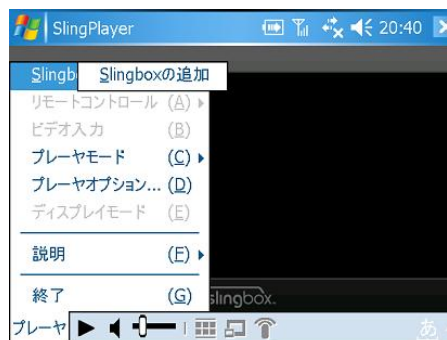 SlingPlayer 20:40
Slingb Slingboxの追加
リモートコントロール (A)
ビデオ入力 (B)
プレーヤモード (C)
プレーヤオプション... (D)
ディスプレイモード (E)
説明 (F)
終了 (G)
slingbox.
プレーヤ あ